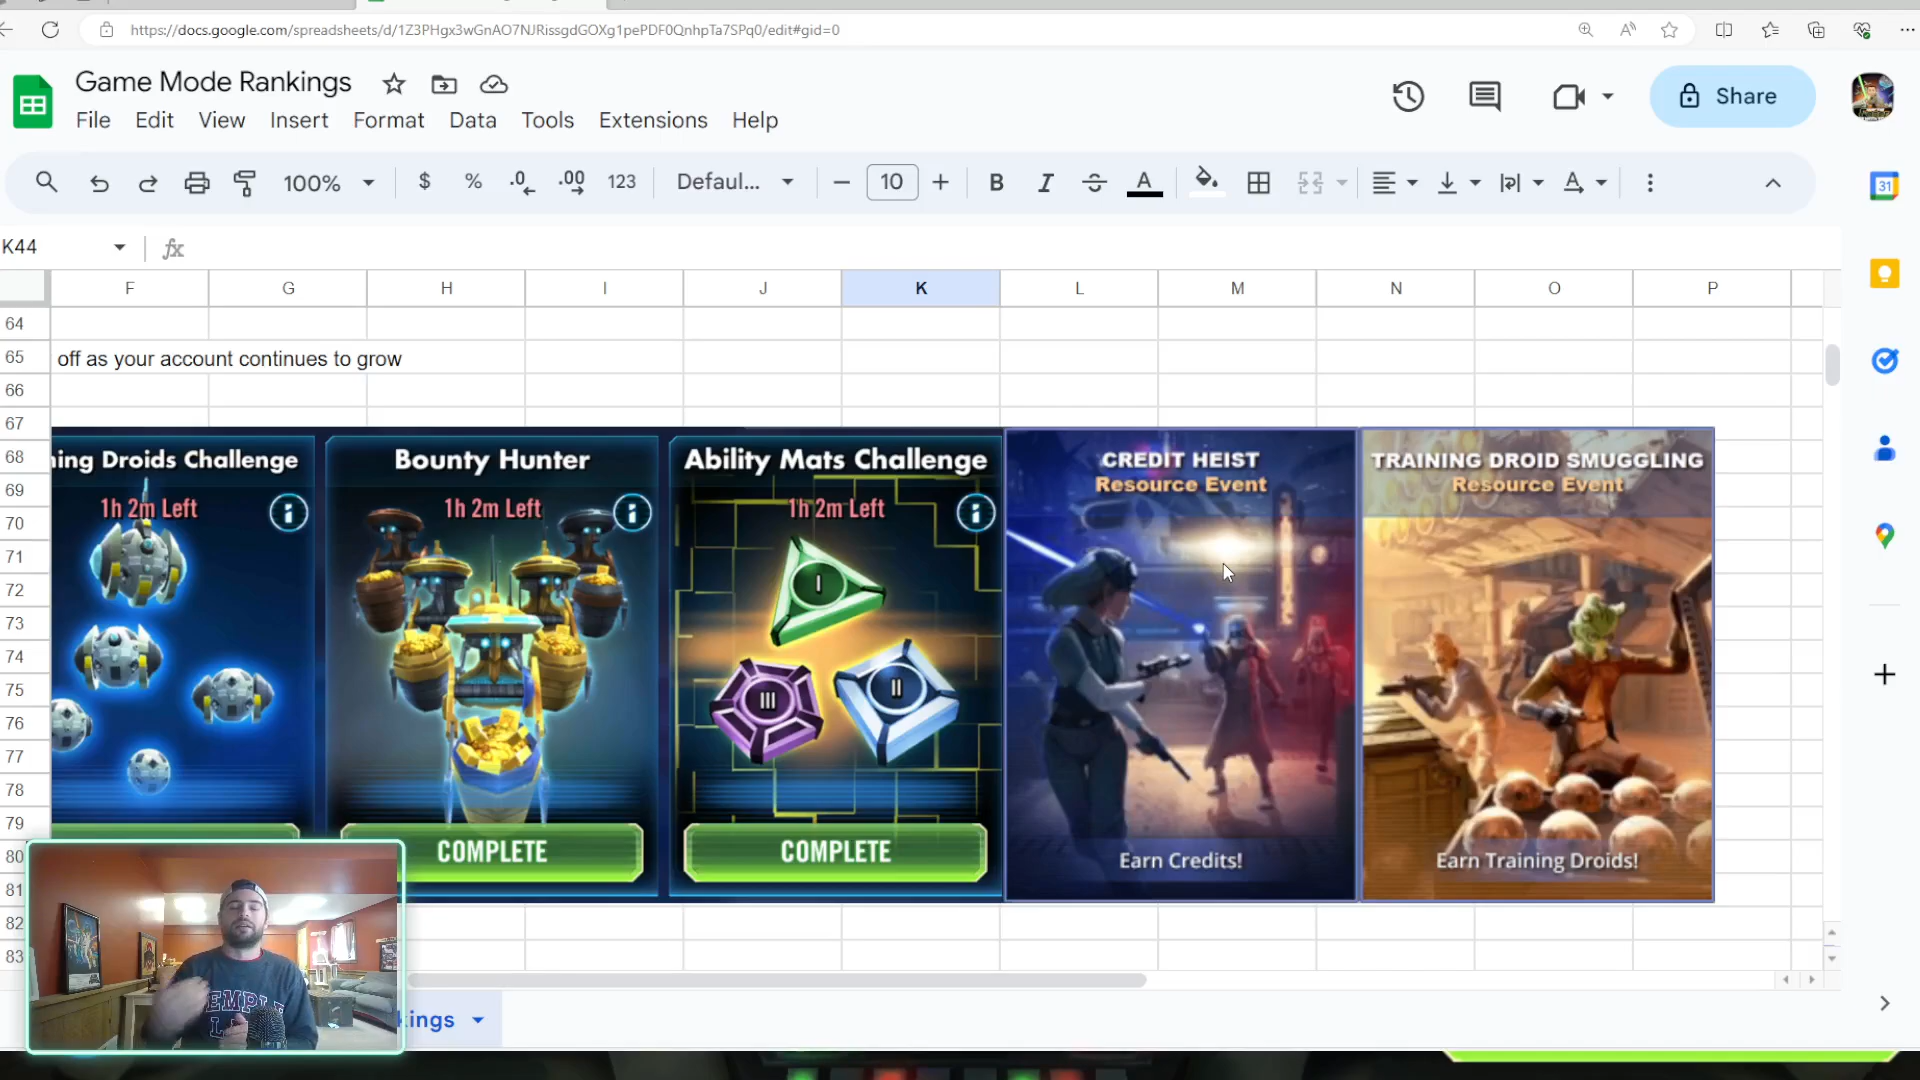 https://docs.google.com/spreadsheets/d/1Z3PHgx3wGnAO7NJRissgdGOXg1pePDF0QnhpTa7SPq0/edit#gid=0
Game Mode Rankings
File Edit View Insert Format Data Tools Extensions Help
Share
100% $ % .0 .00 123 Defaul... 10 B I A
K44 fx
F G H I J K L M N O P
64
65 off as your account continues to grow
66
67
68
69
70
71
72
73
74
75
76
77
78
79
80
81
82
83
ing Droids Challenge
1h 2m Left
Bounty Hunter
1h 2m Left
COMPLETE
Ability Mats Challenge
1h 2m Left
I
III
II
COMPLETE
CREDIT HEIST
Resource Event
Earn Credits!
TRAINING DROID SMUGGLING
Resource Event
Earn Training Droids!
kings
31